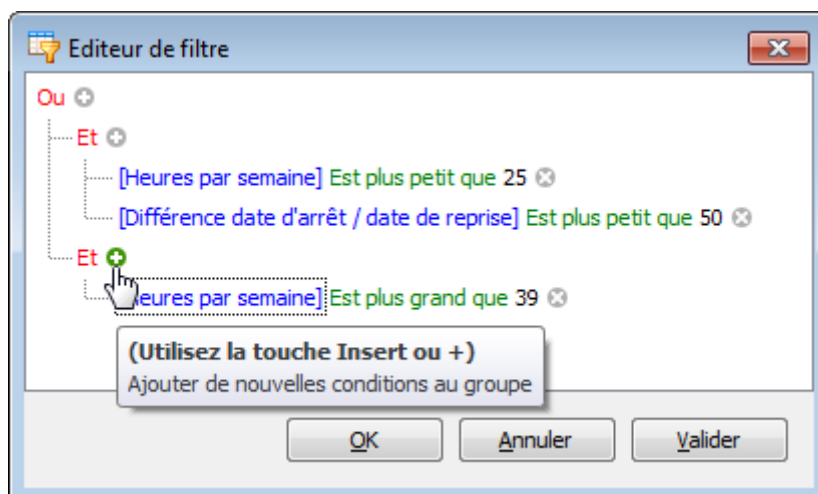 Editeur de filtre
Ou
Et
[Heures par semaine] Est plus petit que 25
[Différence date d'arrêt / date de reprise] Est plus petit que 50
Et
eures par semaine] Est plus grand que 39
(Utilisez la touche Insert ou +)
Ajouter de nouvelles conditions au groupe
OK Annuler Valider